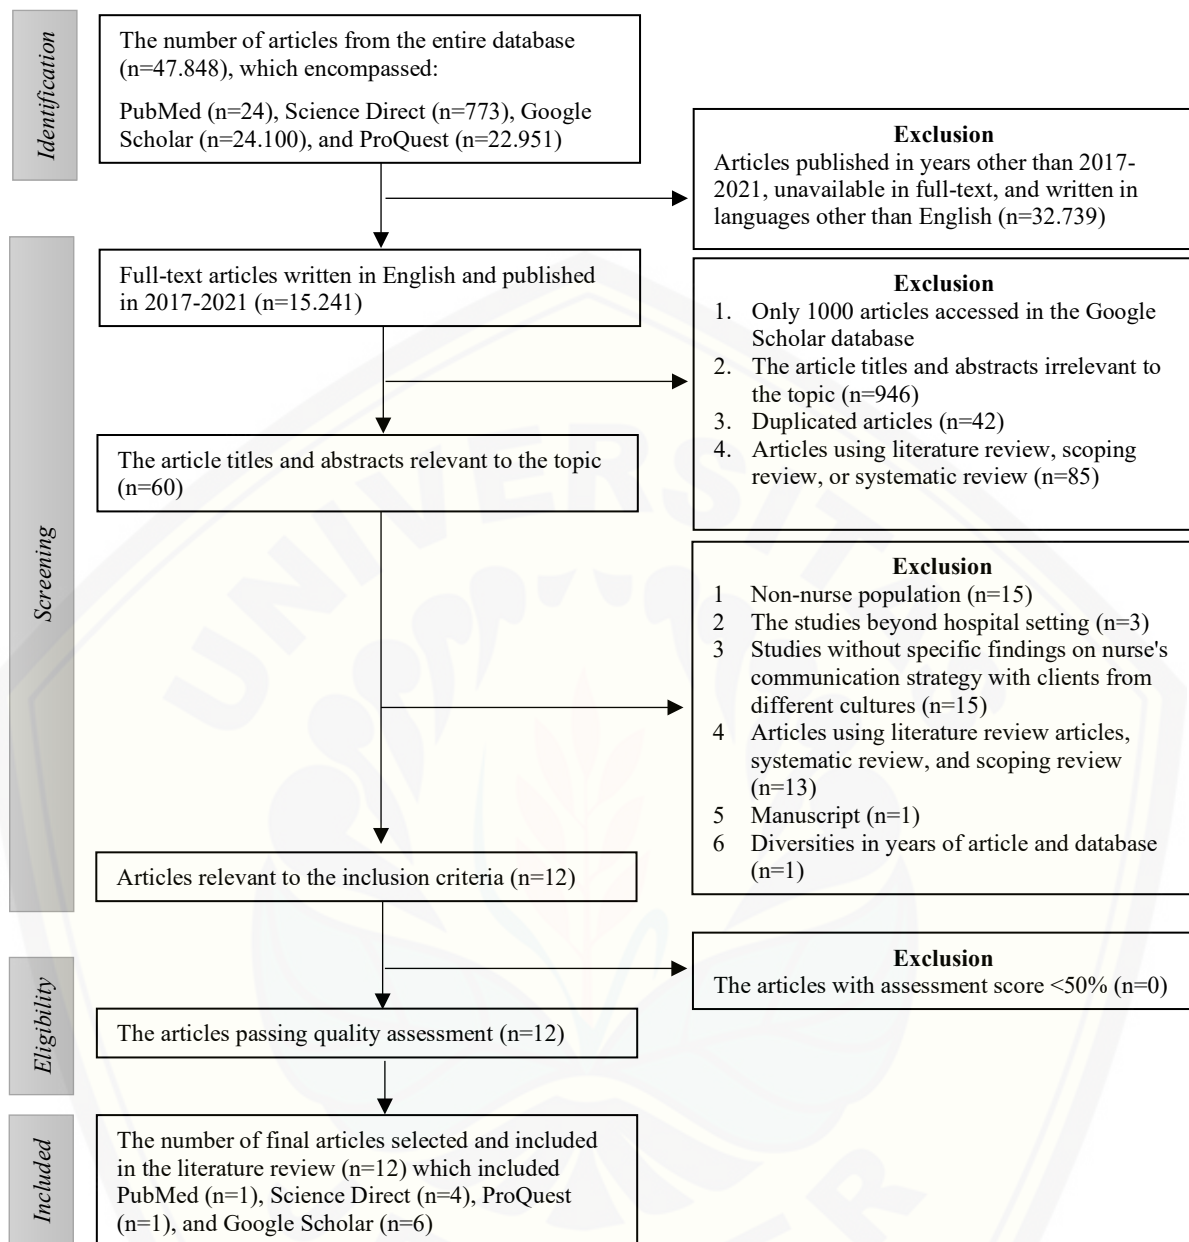 Identification
The number of articles from the entire database
(n=47.848), which encompassed:
PubMed (n=24), Science Direct (n=773), Google
Scholar (n=24.100), and ProQuest (n=22.951)
Exclusion
Articles published in years other than 2017-
2021, unavailable in full-text, and written in
languages other than English (n=32.739)
Screening
Full-text articles written in English and published
in 2017-2021 (n=15.241)
Exclusion
1. Only 1000 articles accessed in the Google
Scholar database
2. The article titles and abstracts irrelevant to
the topic (n=946)
3. Duplicated articles (n=42)
4. Articles using literature review, scoping
review, or systematic review (n=85)
The article titles and abstracts relevant to the topic
(n=60)
Exclusion
1 Non-nurse population (n=15)
2 The studies beyond hospital setting (n=3)
3 Studies without specific findings on nurse's
communication strategy with clients from
different cultures (n=15)
4 Articles using literature review articles,
systematic review, and scoping review
(n=13)
5 Manuscript (n=1)
6 Diversities in years of article and database
(n=1)
Articles relevant to the inclusion criteria (n=12)
Eligibility
Exclusion
The articles with assessment score <50% (n=0)
The articles passing quality assessment (n=12)
Included
The number of final articles selected and included
in the literature review (n=12) which included
PubMed (n=1), Science Direct (n=4), ProQuest
(n=1), and Google Scholar (n=6)
UNIVERSITAS